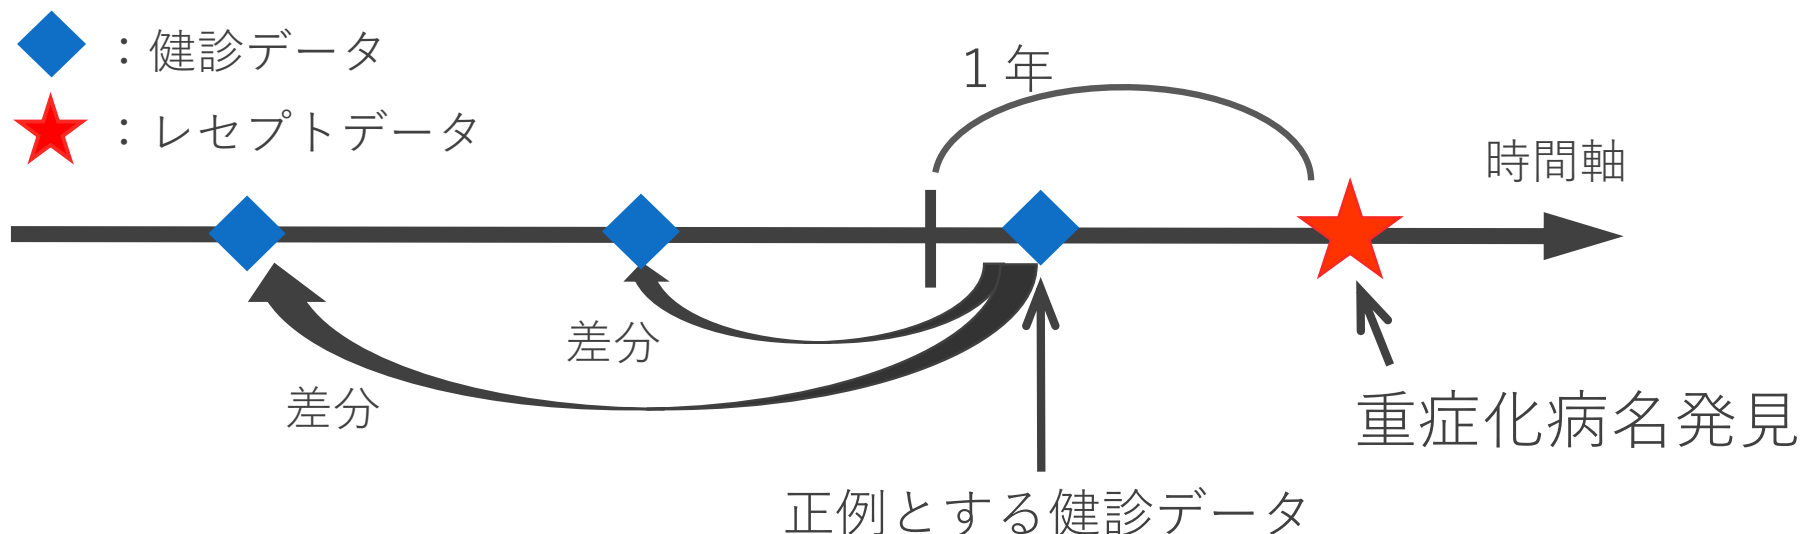 ：健診データ
：レセプトデータ
１年
時間軸
差分
差分
重症化病名発見
正例とする健診データ